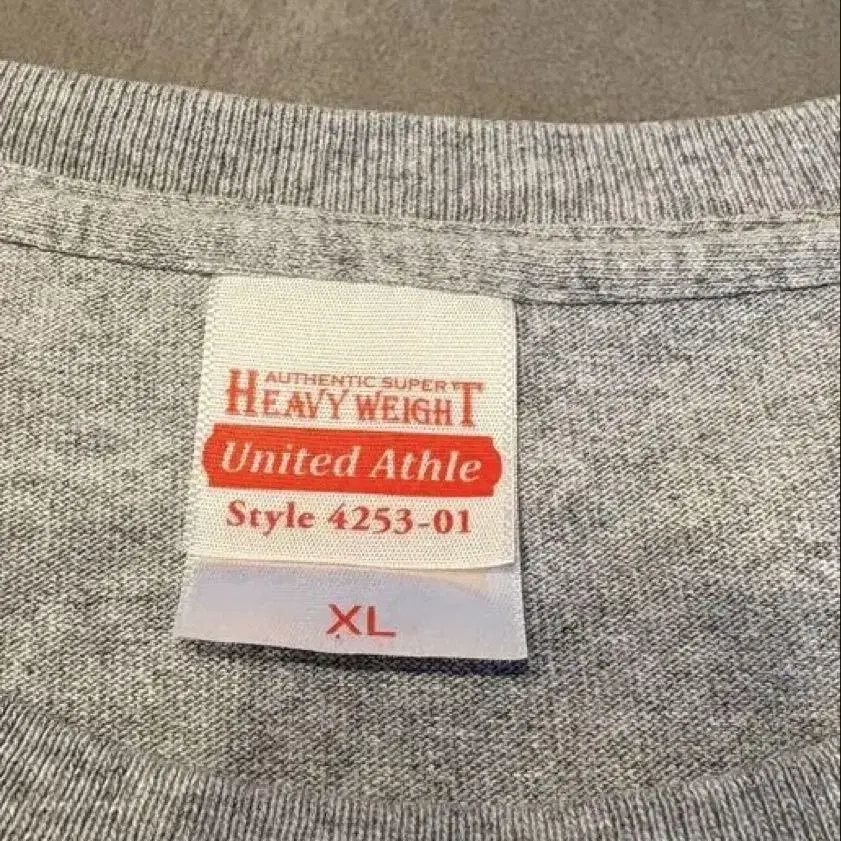 AUTHENTIC SUPER
HEAVY WEIGHT
United Athle
Style 4253-01
XL